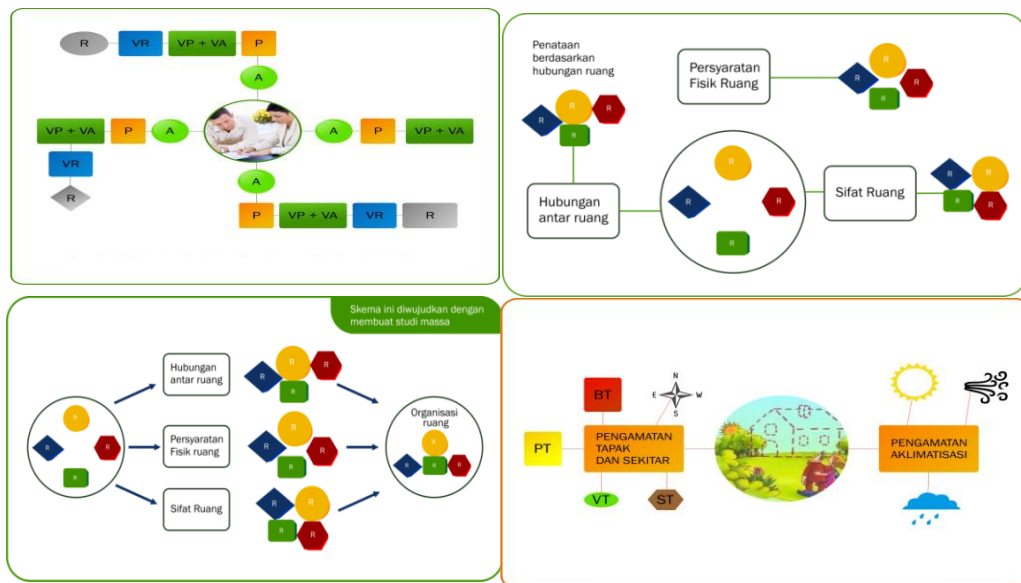 R
VR
VP + VA
P
A
VP + VA
P
A
A
P
VP + VA
VR
R
A
P
VP + VA
VR
R
Penataan
berdasarkan
hubungan ruang
R
R
R
R
Persyaratan
Fisik Ruang
R
R
R
R
Hubungan
antar ruang
R
R
R
R
Sifat Ruang
R
R
R
R
Skema ini diwujudkan dengan
membuat studi massa
R
R
R
R
Hubungan
antar ruang
Persyaratan
Fisik ruang
Sifat Ruang
R
R
R
R
R
R
R
R
R
R
R
R
Organisasi
ruang
R
R
R
R
BT
N
E
W
S
PT
PENGAMATAN
TAPAK
DAN SEKITAR
VT
ST
PENGAMATAN
AKLIMATISASI